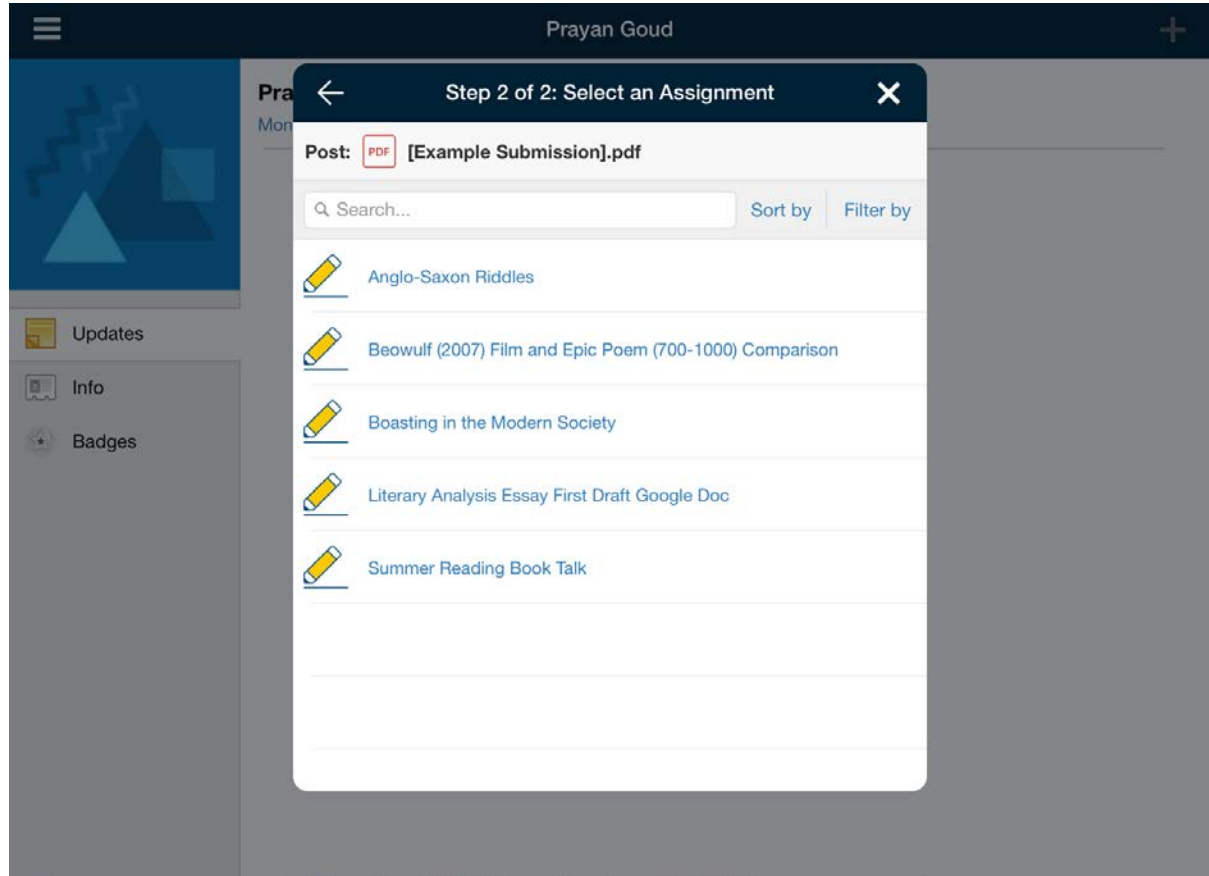 Prayan Goud
Pra
Mon
Step 2 of 2: Select an Assignment
Post: PDF [Example Submission].pdf
Search...
Sort by
Filter by
Anglo-Saxon Riddles
Beowulf (2007) Film and Epic Poem (700-1000) Comparison
Boasting in the Modern Society
Literary Analysis Essay First Draft Google Doc
Summer Reading Book Talk
Updates
Info
Badges